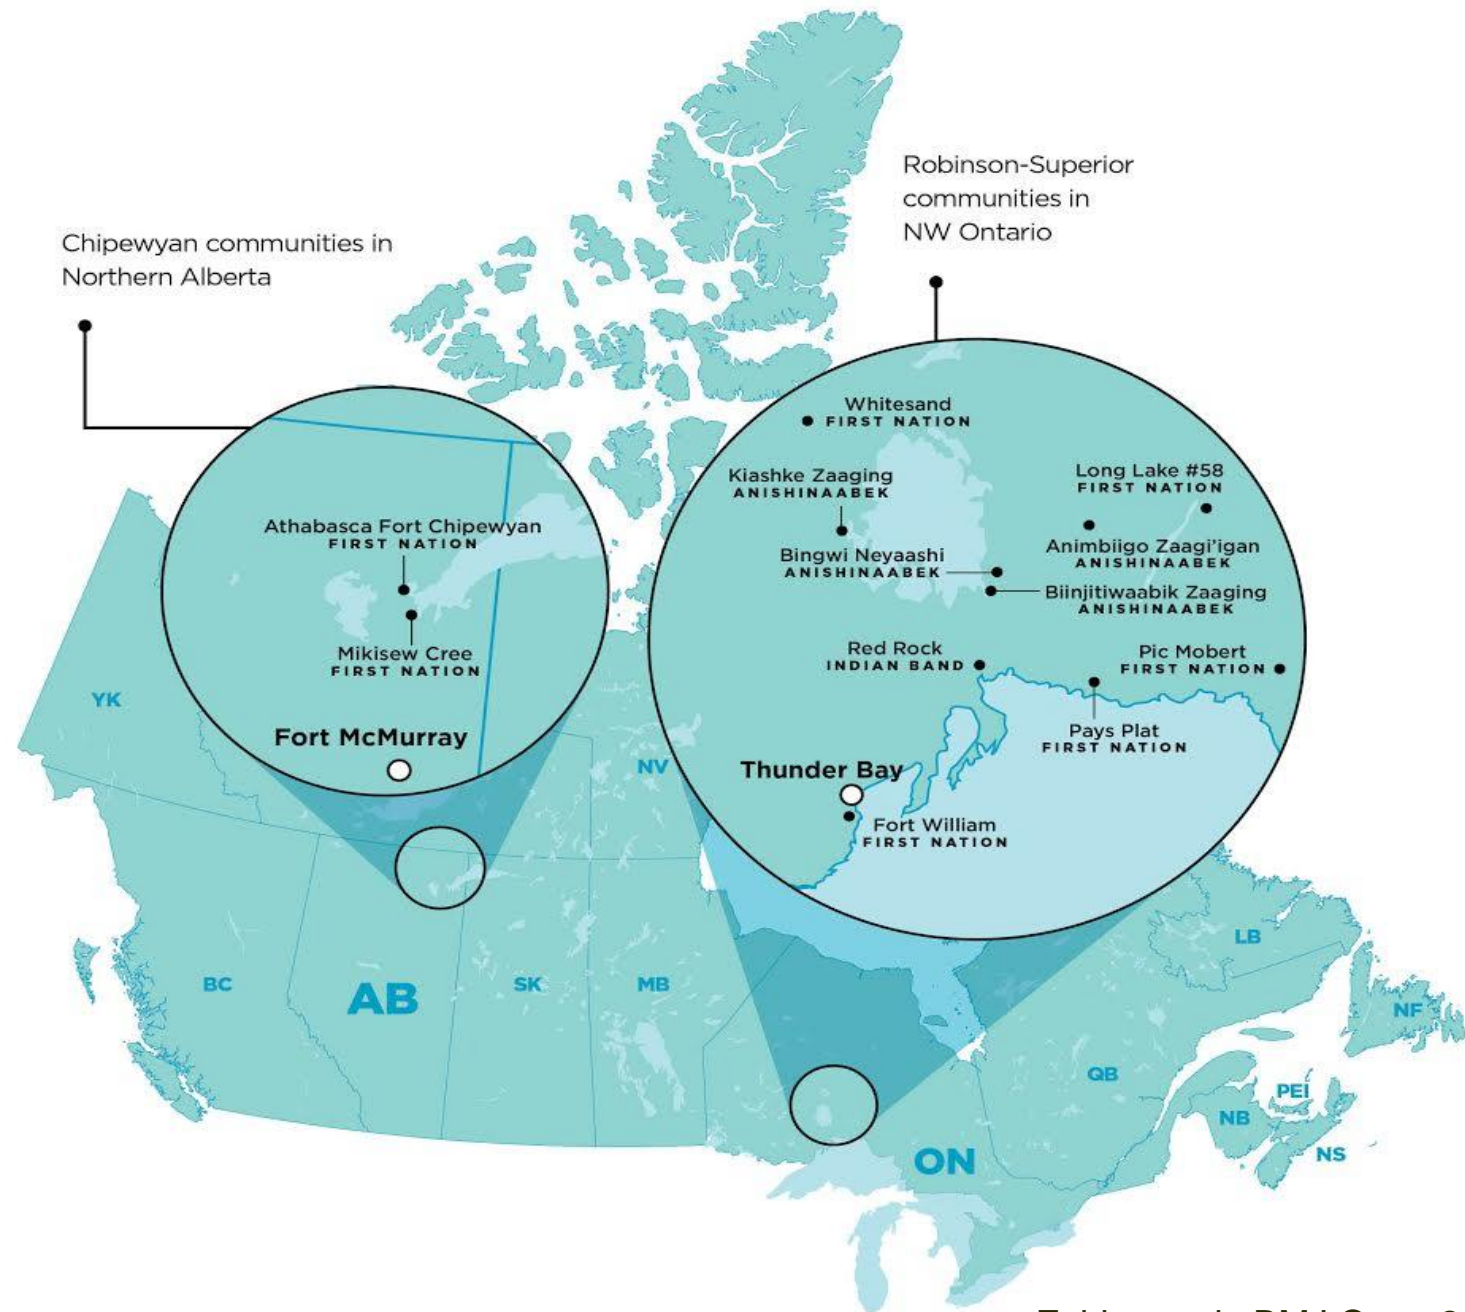 Robinson-Superior
communities in
NW Ontario
Chipewyan communities in
Northern Alberta
Whitesand
FIRST NATION
Kiashke Zaaging
ANISHINAABEK
Long Lake #58
FIRST NATION
Athabasca Fort Chipewyan
FIRST NATION
Bingwi Neyaashi
ANISHINAABEK
Animbiigo Zaagi'igan
ANISHINAABEK
Biinjitiwaabik Zaaging
ANISHINAABEK
Mikisew Cree
FIRST NATION
Red Rock
INDIAN BAND
Pic Mobert
FIRST NATION
Pays Plat
FIRST NATION
Fort McMurray
Thunder Bay
Fort William
FIRST NATION
YK
NV
BC
AB
SK
MB
LB
NF
QB
PEI
NB
NS
ON